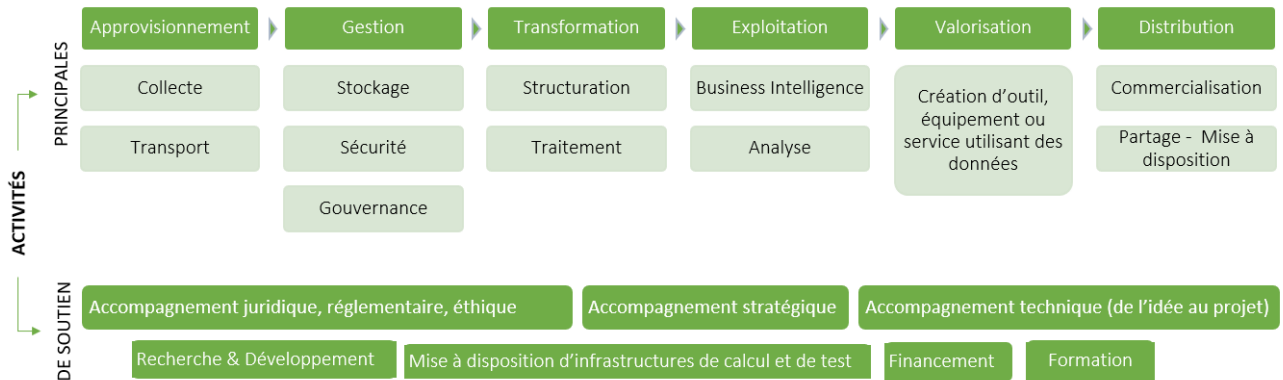 Approvisionnement
Gestion
Transformation
Exploitation
Valorisation
Distribution
PRINCIPALES
Collecte
Stockage
Structuration
Business Intelligence
Création d’outil,
équipement ou
service utilisant des
données
Commercialisation
Transport
Sécurité
Traitement
Analyse
Partage - Mise à
disposition
Gouvernance
ACTIVITÉS
DE SOUTIEN
Accompagnement juridique, réglementaire, éthique
Accompagnement stratégique
Accompagnement technique (de l’idée au projet)
Recherche & Développement
Mise à disposition d’infrastructures de calcul et de test
Financement
Formation